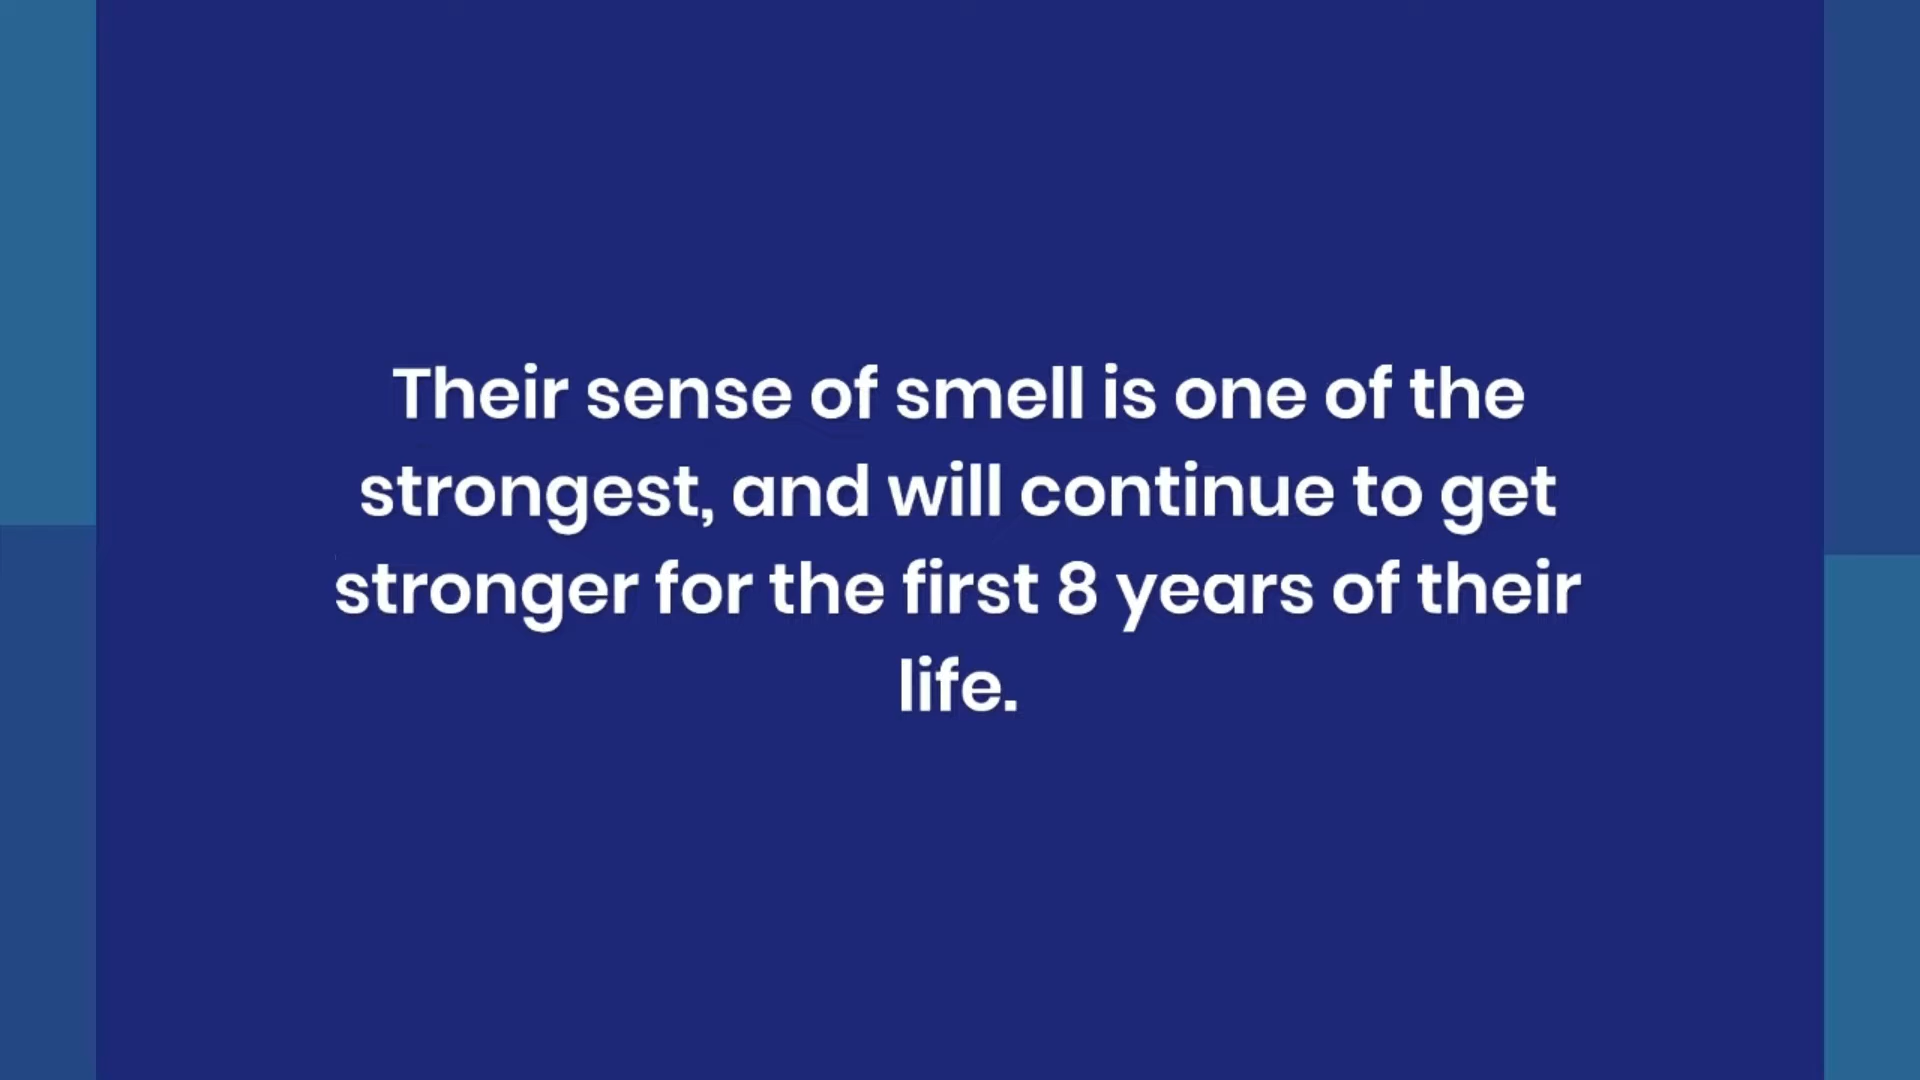 Their sense of smell is one of the
strongest, and will continue to get
stronger for the first 8 years of their
life.